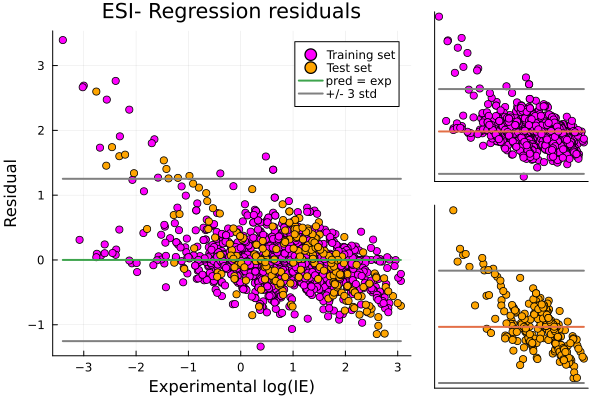 ESI- Regression residuals
Training set
Test set
pred = exp
+/- 3 std
Residual
3
2
1
0
−1
−3
−2
−1
0
1
2
3
Experimental log(IE)